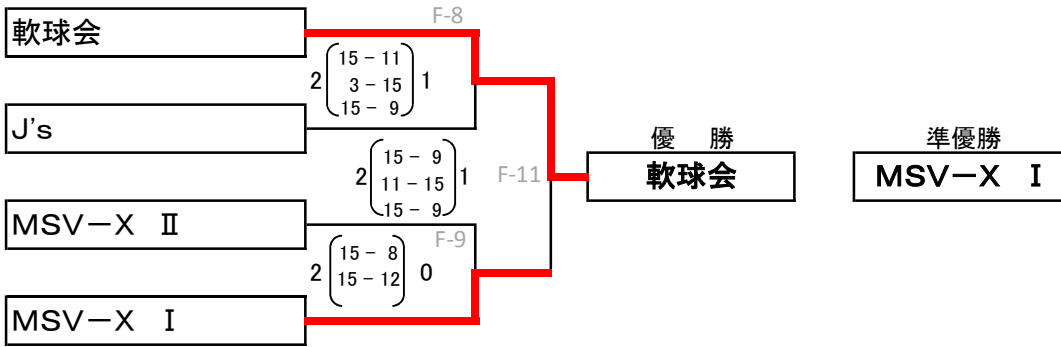 F-8
軟球会
15 - 11
2 3 - 15 1
15 - 9
J's
優 勝
準優勝
15 - 9
2 11 - 15 1
15 - 9
F-11
軟球会
MSV-X Ⅰ
MSV-X Ⅱ
F-9
15 - 8
2 15 - 12 0
MSV-X Ⅰ